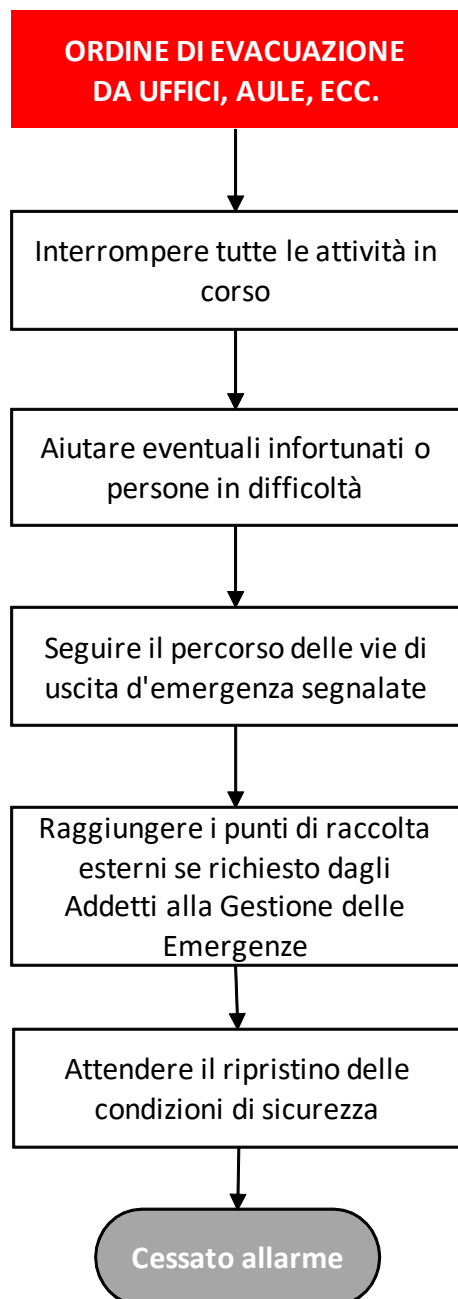 ORDINE DI EVACUAZIONE
DA UFFICI, AULE, ECC.
Interrompere tutte le attività in
corso
Aiutare eventuali infortunati o
persone in difficoltà
Seguire il percorso delle vie di
uscita d'emergenza segnalate
Raggiungere i punti di raccolta
esterni se richiesto dagli
Addetti alla Gestione delle
Emergenze
Attendere il ripristino delle
condizioni di sicurezza
Cessato allarme